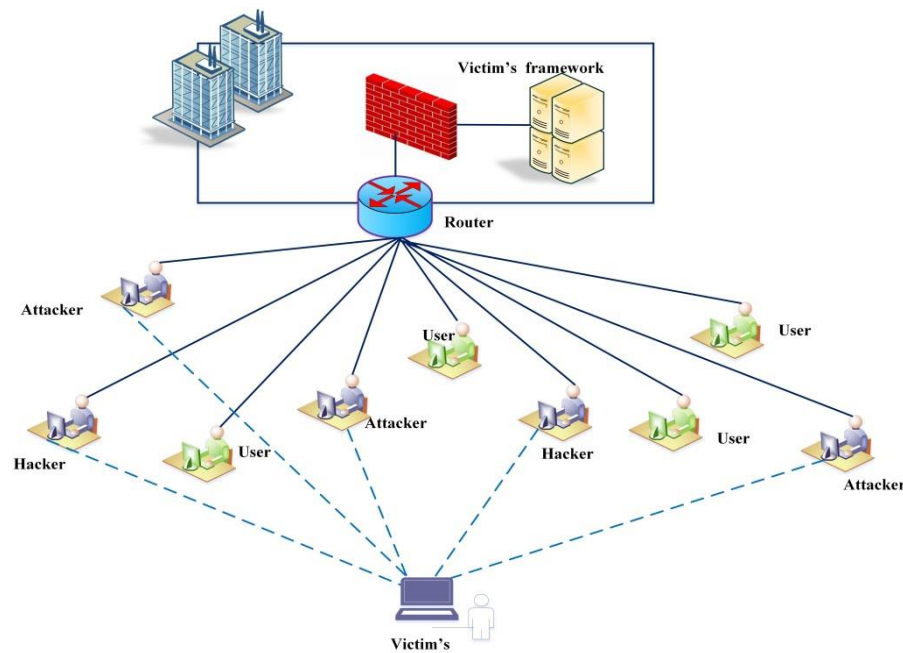 Victim's framework
Router
Attacker
User
User
Attacker
User
Hacker
User
Hacker
Attacker
Victim's